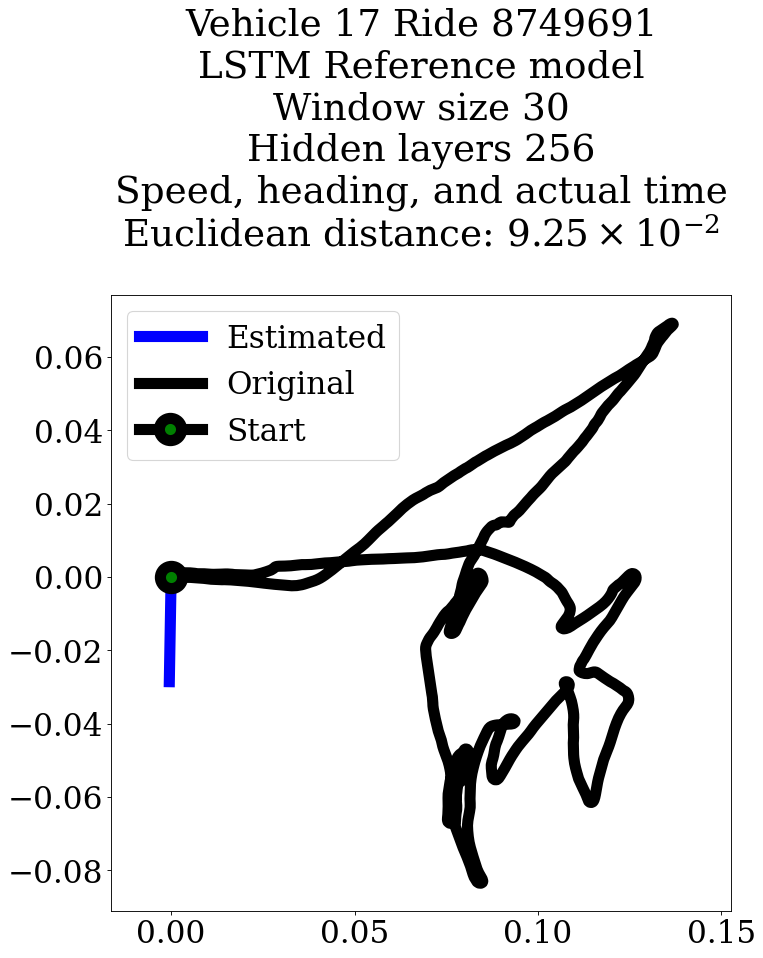 Vehicle 17 Ride 8749691
LSTM Reference model
Window size 30
Hidden layers 256
Speed, heading, and actual time
Euclidean distance: 9.25 × 10⁻²
Estimated
Original
Start
0.06
0.04
0.02
0.00
−0.02
−0.04
−0.06
−0.08
0.00 0.05 0.10 0.15